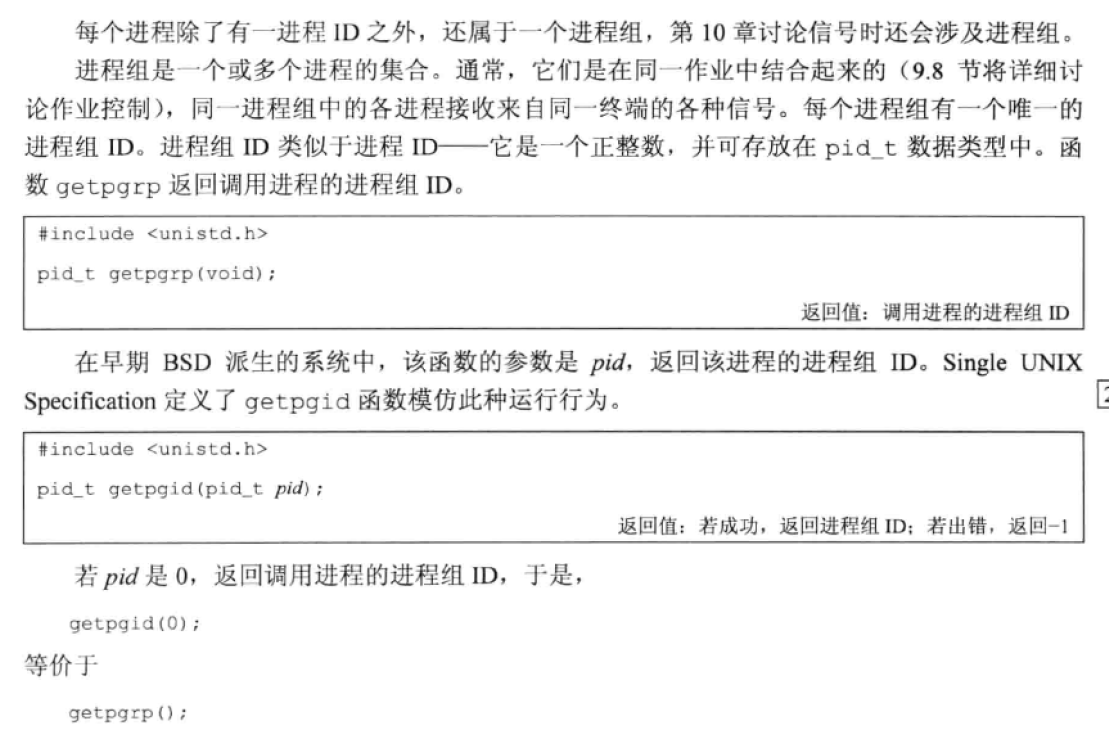 每个进程除了有一进程 ID 之外，还属于一个进程组，第 10 章讨论信号时还会涉及进程组。
进程组是一个或多个进程的集合。通常，它们是在同一作业中结合起来的（9.8 节将详细讨
论作业控制），同一进程组中的各进程接收来自同一终端的各种信号。每个进程组有一个唯一的
进程组 ID。进程组 ID 类似于进程 ID——它是一个正整数，并可存放在 pid_t 数据类型中。函
数 getpgrp 返回调用进程的进程组 ID。
#include <unistd.h>
pid_t getpgrp(void);
返回值：调用进程的进程组 ID
在早期 BSD 派生的系统中，该函数的参数是 pid，返回该进程的进程组 ID。Single UNIX
Specification 定义了 getpgid 函数模仿此种运行行为。
#include <unistd.h>
pid_t getpgid(pid_t pid);
返回值：若成功，返回进程组 ID；若出错，返回-1
若 pid 是 0，返回调用进程的进程组 ID，于是，
getpgid(0);
等价于
getpgrp();